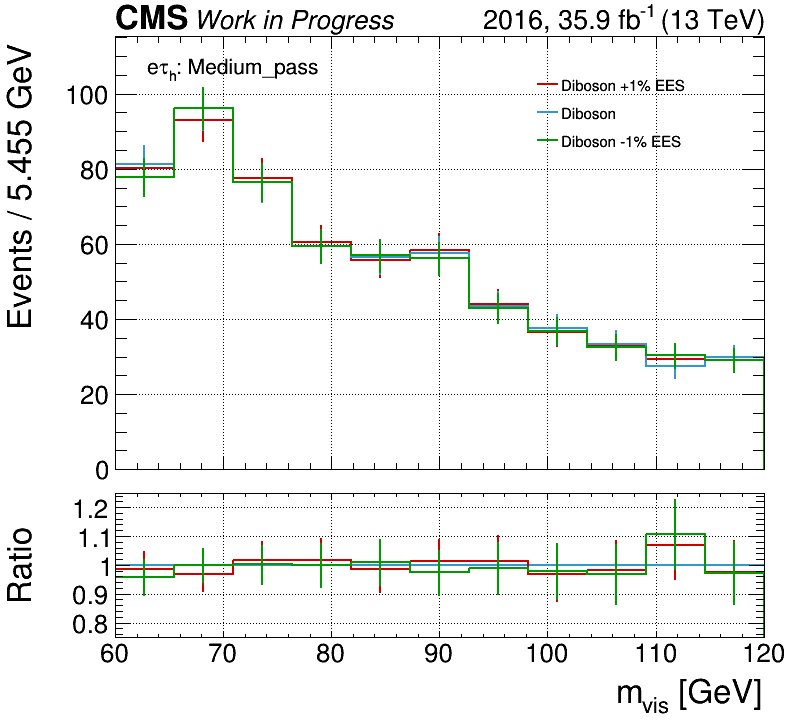 CMS Work in Progress 2016, 35.9 fb⁻¹ (13 TeV)
eτₕ: Medium_pass
Diboson +1% EES
Diboson
Diboson -1% EES
Events / 5.455 GeV
100
80
60
40
20
0
Ratio
1.2
1.1
1
0.9
0.8
60 70 80 90 100 110 120
m_vis [GeV]